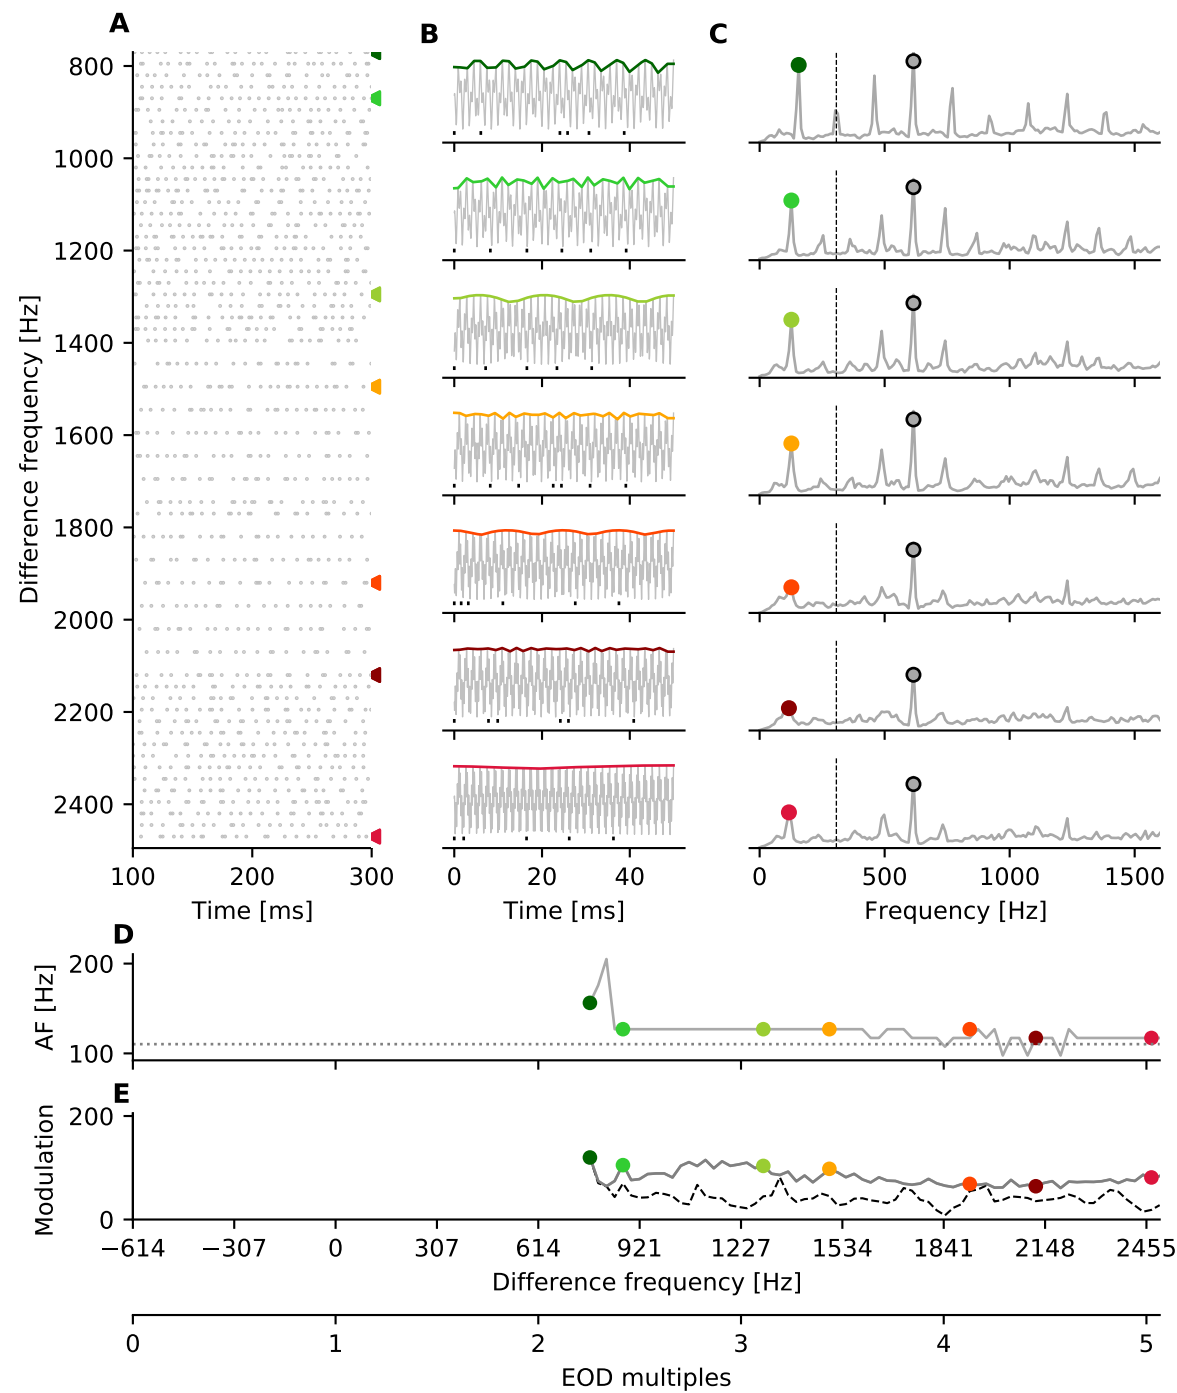 A
B
C
Difference frequency [Hz]
800
1000
1200
1400
1600
1800
2000
2200
2400
100 200 300
Time [ms]
0 20 40
Time [ms]
0 500 1000 1500
Frequency [Hz]
D
AF [Hz]
200
100
E
Modulation
200
0
−614 −307 0 307 614 921 1227 1534 1841 2148 2455
Difference frequency [Hz]
0 1 2 3 4 5
EOD multiples